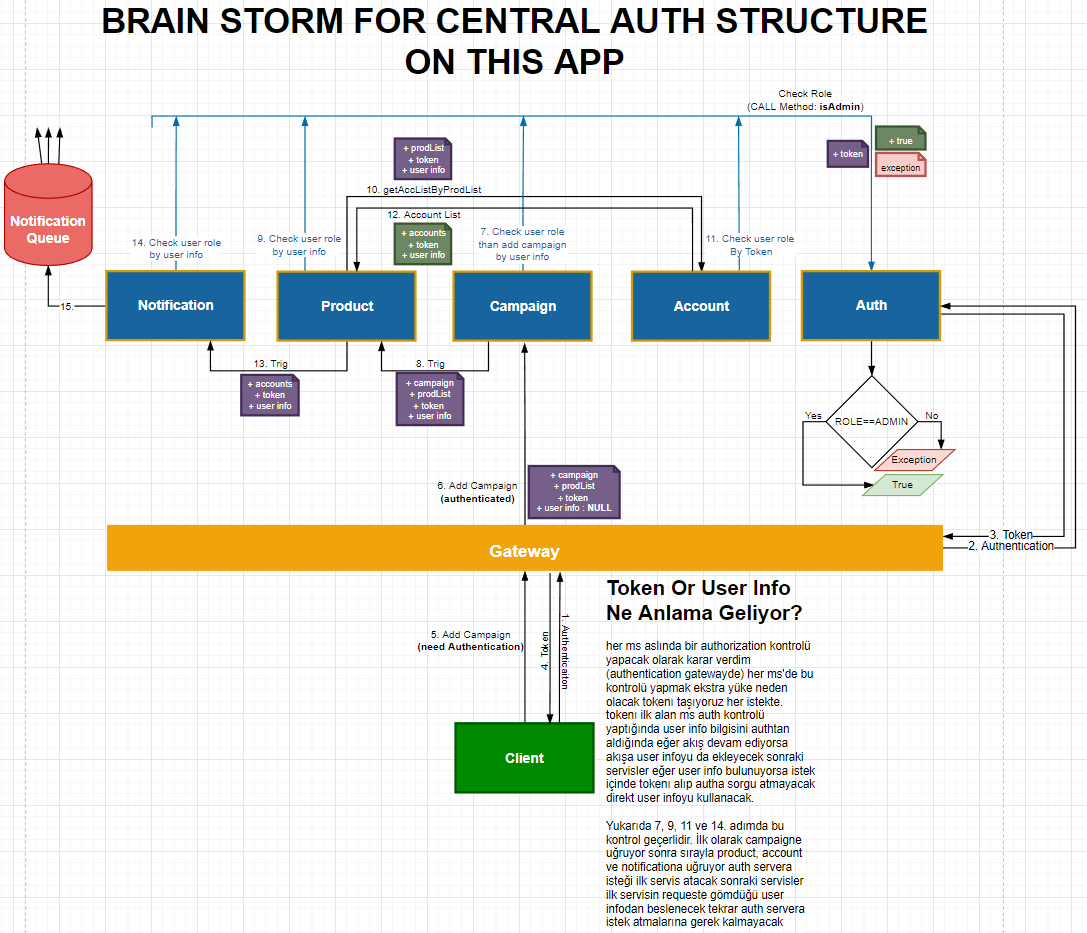 BRAIN STORM FOR CENTRAL AUTH STRUCTURE
ON THIS APP
Check Role
(CALL Method: isAdmin)
+ prodList
+ token
+ user info
+ token
+ true
exception
10. getAccListByProdList
12. Account List
+ accounts
+ token
+ user info
Notification
Queue
14. Check user role
by user info
9. Check user role
by user info
7. Check user role
than add campaign
by user info
11. Check user role
By Token
15.
Notification
Product
Campaign
Account
Auth
13. Trig
+ accounts
+ token
+ user info
8. Trig
+ campaign
+ prodList
+ token
+ user info
Yes
ROLE==ADMIN
No
Exception
True
6. Add Campaign
(authenticated)
+ campaign
+ prodList
+ token
+ user info : NULL
3. Token
2. Authentication
Gateway
5. Add Campaign
(need Authentication)
4. Token
1. Authentication
Client
Token Or User Info
Ne Anlama Geliyor?
her ms aslında bir authorization kontrolü
yapacak olarak karar verdim
(authentication gatewayde) her ms'de bu
kontrolü yapmak ekstra yüke neden
olacak tokenı taşıyoruz her istekte.
tokenı ilk alan ms auth kontrolü
yaptığında user info bilgisini authtan
aldığında eğer akış devam ediyorsa
akışa user infoyu da ekleyecek sonraki
servisler eğer user info bulunuyorsa istek
içinde tokenı alıp autha sorgu atmayacak
direkt user infoyu kullanacak.
Yukarıda 7, 9, 11 ve 14. adımda bu
kontrol geçerlidir. İlk olarak campaigne
uğruyor sonra sırayla product, account
ve notificationa uğruyor auth servera
isteği ilk servis atacak sonraki servisler
ilk servisin requeste gömdüğü user
infodan beslenecek tekrar auth servera
istek atmalarına gerek kalmayacak